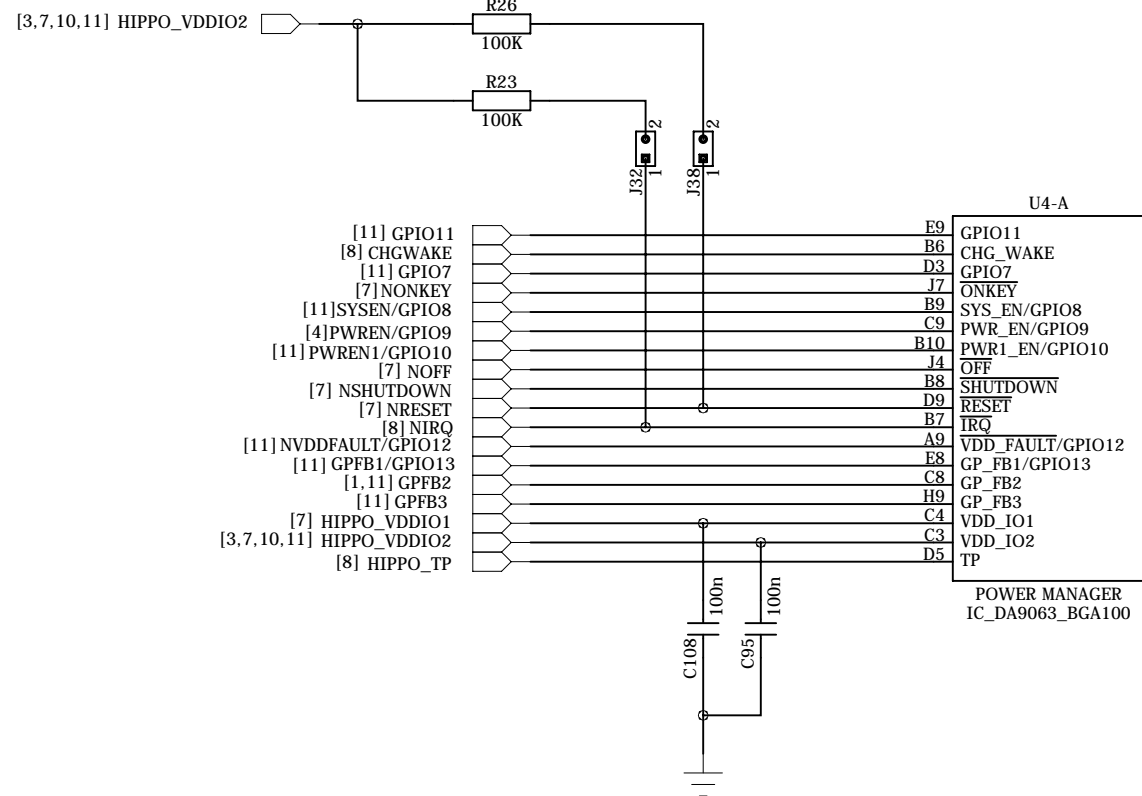 R26
[3,7,10,11] HIPPO_VDDIO2
100K
R23
100K
2
2
J32
1
J38
1
U4-A
[11] GPIO11 E9 GPIO11
[8] CHGWAKE B6 CHG_WAKE
[11] GPIO7 D3 GPIO7
[7] NONKEY J7 ONKEY
[11]SYSEN/GPIO8 B9 SYS_EN/GPIO8
[4]PWREN/GPIO9 C9 PWR_EN/GPIO9
[11] PWREN1/GPIO10 B10 PWR1_EN/GPIO10
[7] NOFF J4 OFF
[7] NSHUTDOWN B8 SHUTDOWN
[7] NRESET D9 RESET
[8] NIRQ B7 IRQ
[11] NVDDFAULT/GPIO12 A9 VDD_FAULT/GPIO12
[11] GPFB1/GPIO13 E8 GP_FB1/GPIO13
[1,11] GPFB2 C8 GP_FB2
[11] GPFB3 H9 GP_FB3
[7] HIPPO_VDDIO1 C4 VDD_IO1
[3,7,10,11] HIPPO_VDDIO2 C3 VDD_IO2
[8] HIPPO_TP D5 TP
100n
100n
POWER MANAGER
IC_DA9063_BGA100
C108
C95